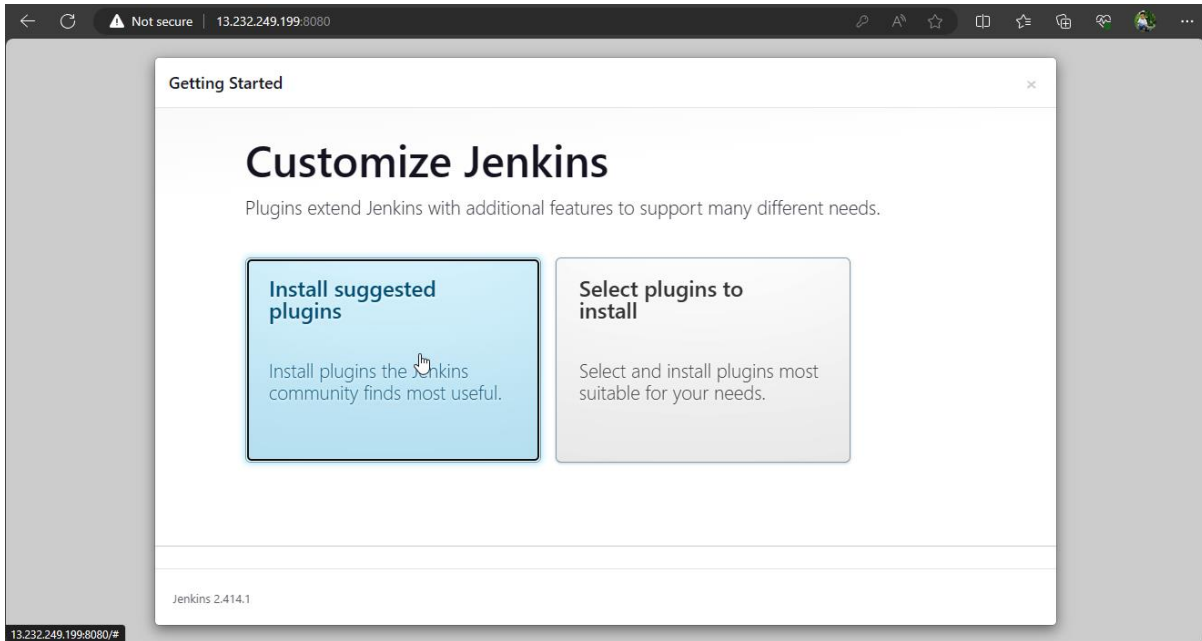 Not secure 13.232.249.199:8080
Getting Started
Customize Jenkins
Plugins extend Jenkins with additional features to support many different needs.
Install suggested
plugins
Install plugins the Jenkins
community finds most useful.
Select plugins to
install
Select and install plugins most
suitable for your needs.
Jenkins 2.414.1
13.232.249.199:8080/#